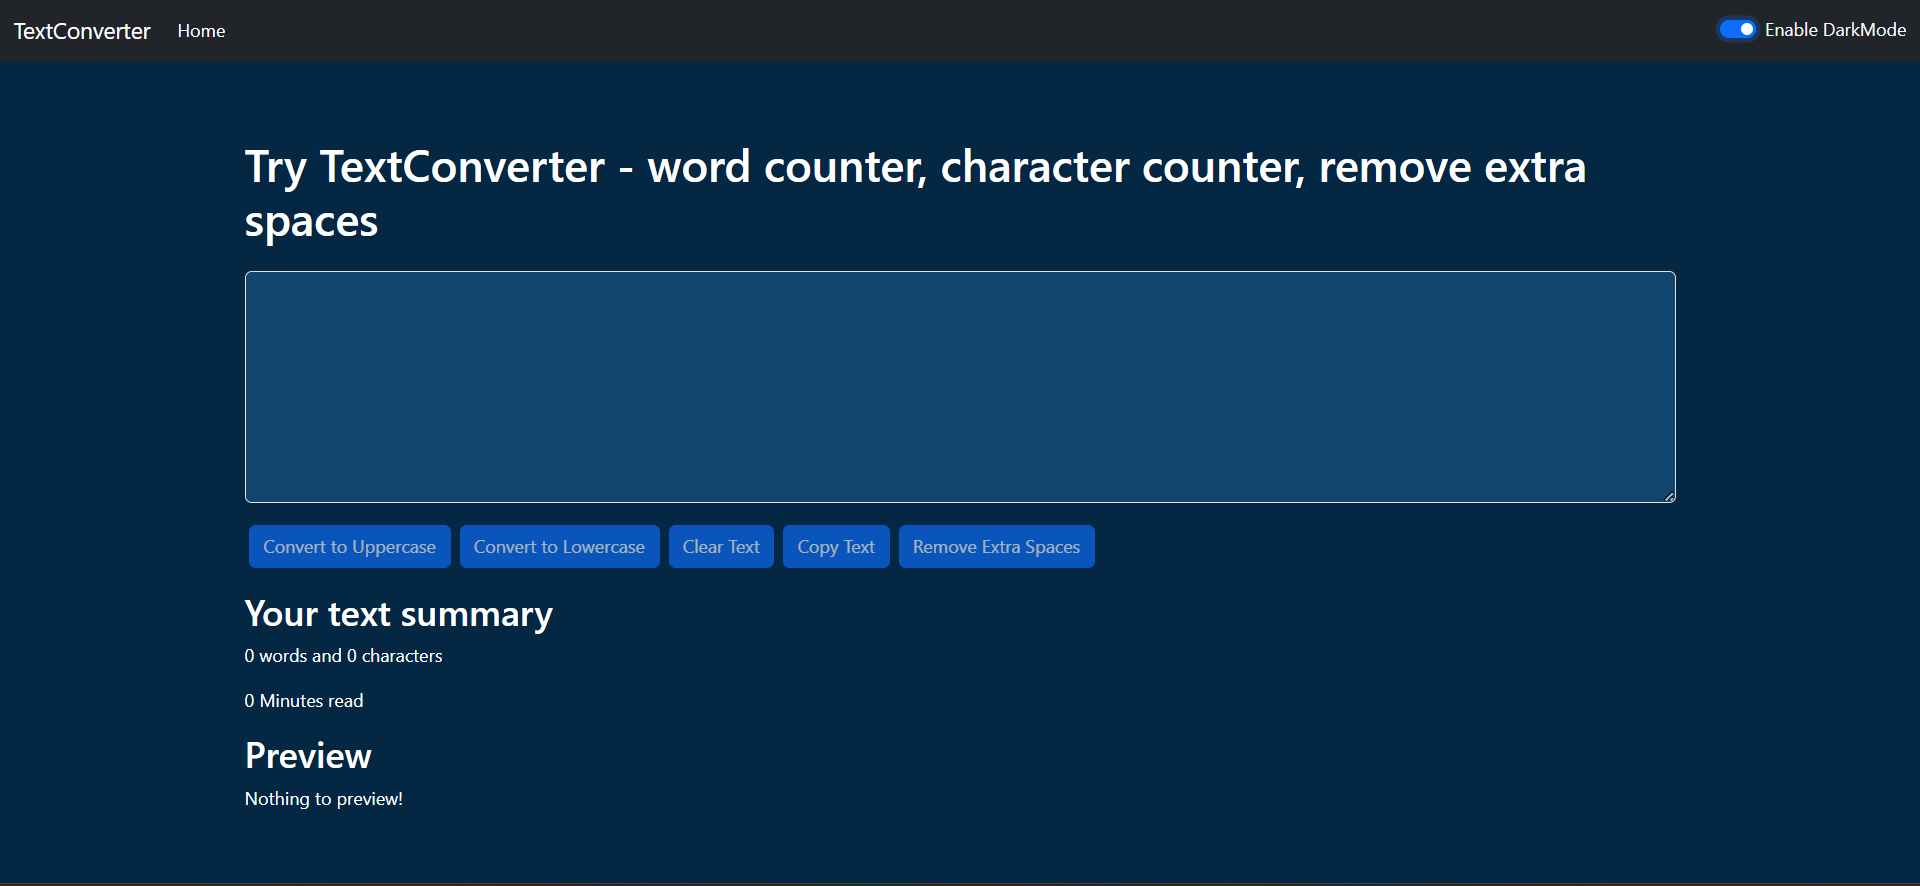 TextConverter Home Enable DarkMode
Try TextConverter - word counter, character counter, remove extra
spaces
Convert to Uppercase Convert to Lowercase Clear Text Copy Text Remove Extra Spaces
Your text summary
0 words and 0 characters
0 Minutes read
Preview
Nothing to preview!